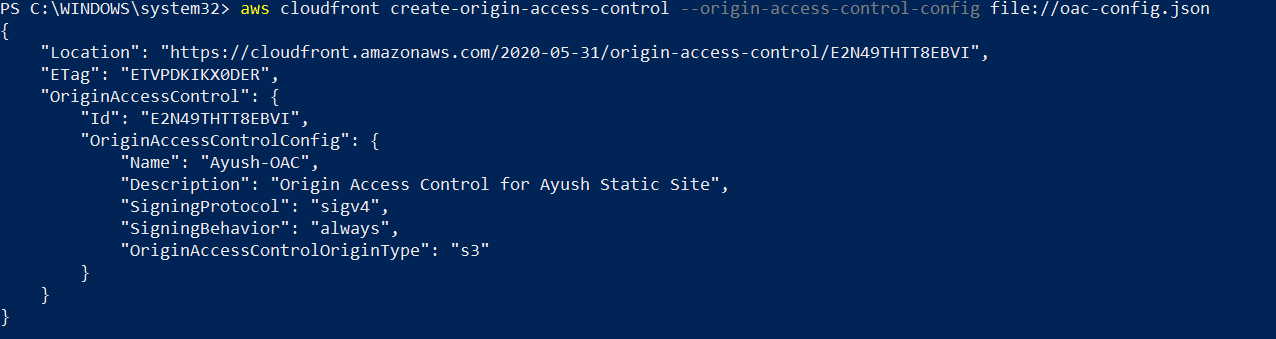 PS C:\WINDOWS\system32> aws cloudfront create-origin-access-control --origin-access-control-config file://oac-config.json
{
    "Location": "https://cloudfront.amazonaws.com/2020-05-31/origin-access-control/E2N49THTT8EBVI",
    "ETag": "ETVPDKIKX0DER",
    "OriginAccessControl": {
        "Id": "E2N49THTT8EBVI",
        "OriginAccessControlConfig": {
            "Name": "Ayush-OAC",
            "Description": "Origin Access Control for Ayush Static Site",
            "SigningProtocol": "sigv4",
            "SigningBehavior": "always",
            "OriginAccessControlOriginType": "s3"
        }
    }
}